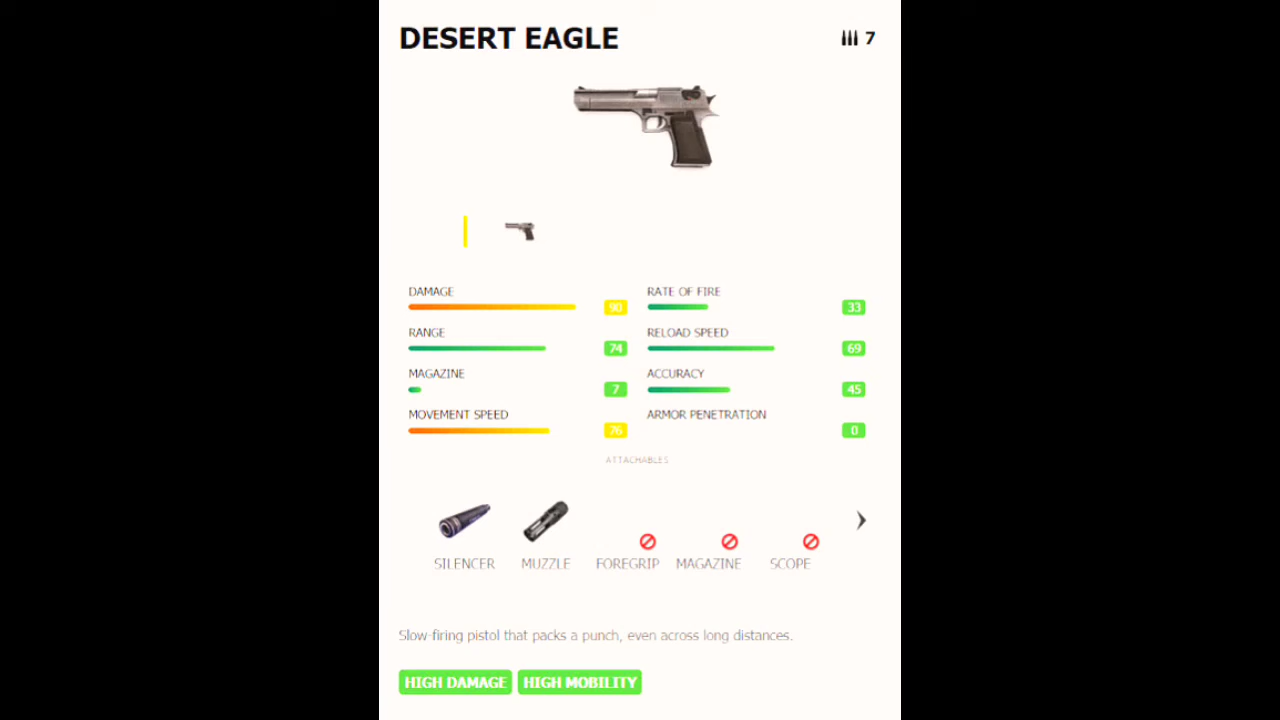 DESERT EAGLE 7
DAMAGE 90 RATE OF FIRE 33
RANGE 74 RELOAD SPEED 69
MAGAZINE 7 ACCURACY 45
MOVEMENT SPEED 76 ARMOR PENETRATION 0
ATTACHABLES
SILENCER MUZZLE FOREGRIP MAGAZINE SCOPE
Slow-firing pistol that packs a punch, even across long distances.
HIGH DAMAGE HIGH MOBILITY